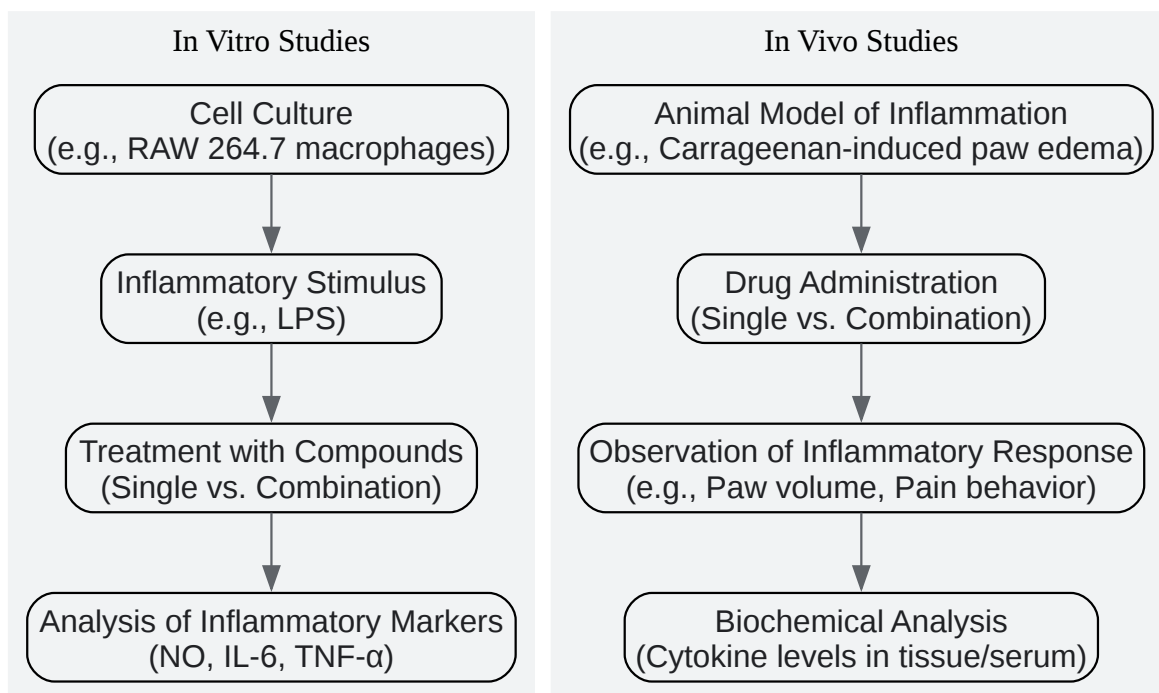 In Vitro Studies
Cell Culture
(e.g., RAW 264.7 macrophages)
Inflammatory Stimulus
(e.g., LPS)
Treatment with Compounds
(Single vs. Combination)
Analysis of Inflammatory Markers
(NO, IL-6, TNF-α)
In Vivo Studies
Animal Model of Inflammation
(e.g., Carrageenan-induced paw edema)
Drug Administration
(Single vs. Combination)
Observation of Inflammatory Response
(e.g., Paw volume, Pain behavior)
Biochemical Analysis
(Cytokine levels in tissue/serum)